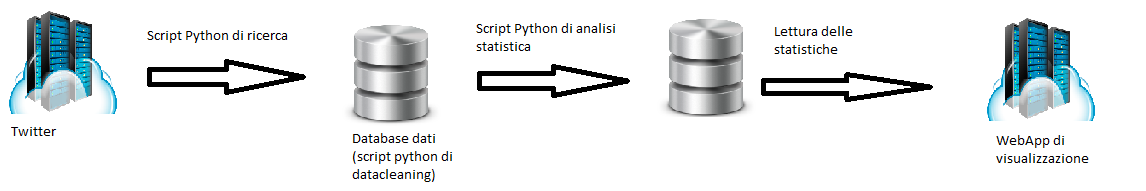 Script Python di ricerca
Script Python di analisi
statistica
Lettura delle
statistiche
Twitter
Database dati
(script python di
datacleaning)
WebApp di
visualizzazione